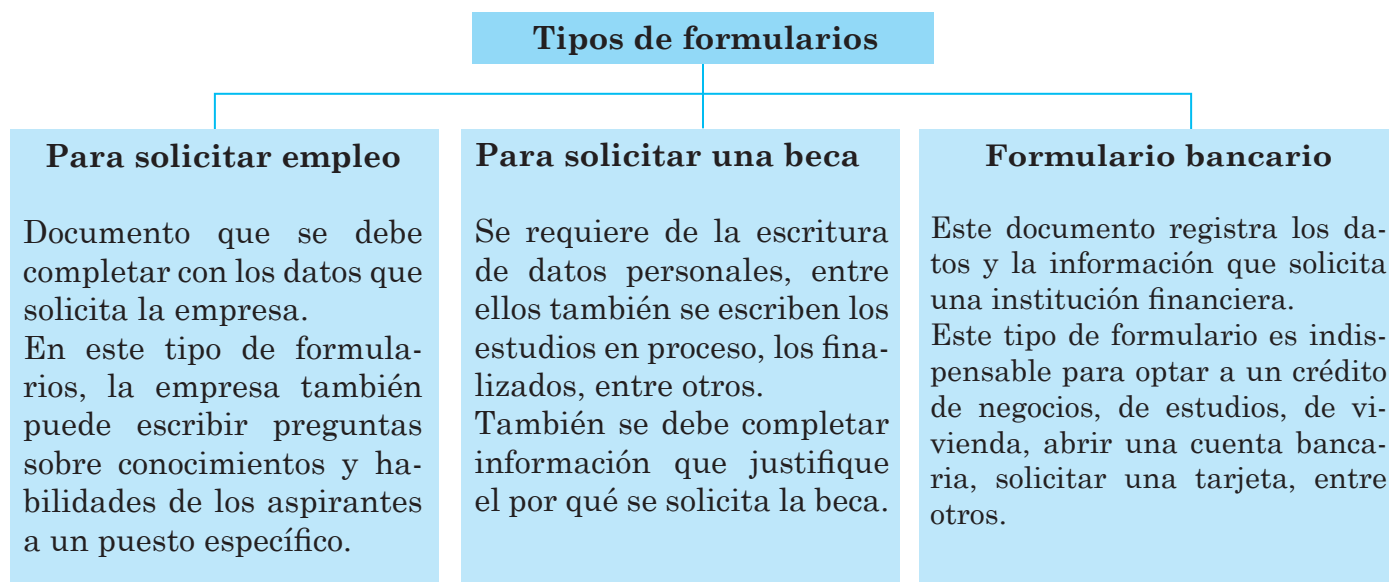 Tipos de formularios
Para solicitar empleo
Documento que se debe
completar con los datos que
solicita la empresa.
En este tipo de formula-
rios, la empresa también
puede escribir preguntas
sobre conocimientos y ha-
bilidades de los aspirantes
a un puesto específico.
Para solicitar una beca
Se requiere de la escritura
de datos personales, entre
ellos también se escriben los
estudios en proceso, los fina-
lizados, entre otros.
También se debe completar
información que justifique
el por qué se solicita la beca.
Formulario bancario
Este documento registra los da-
tos y la información que solicita
una institución financiera.
Este tipo de formulario es indis-
pensable para optar a un crédito
de negocios, de estudios, de vi-
vienda, abrir una cuenta banca-
ria, solicitar una tarjeta, entre
otros.